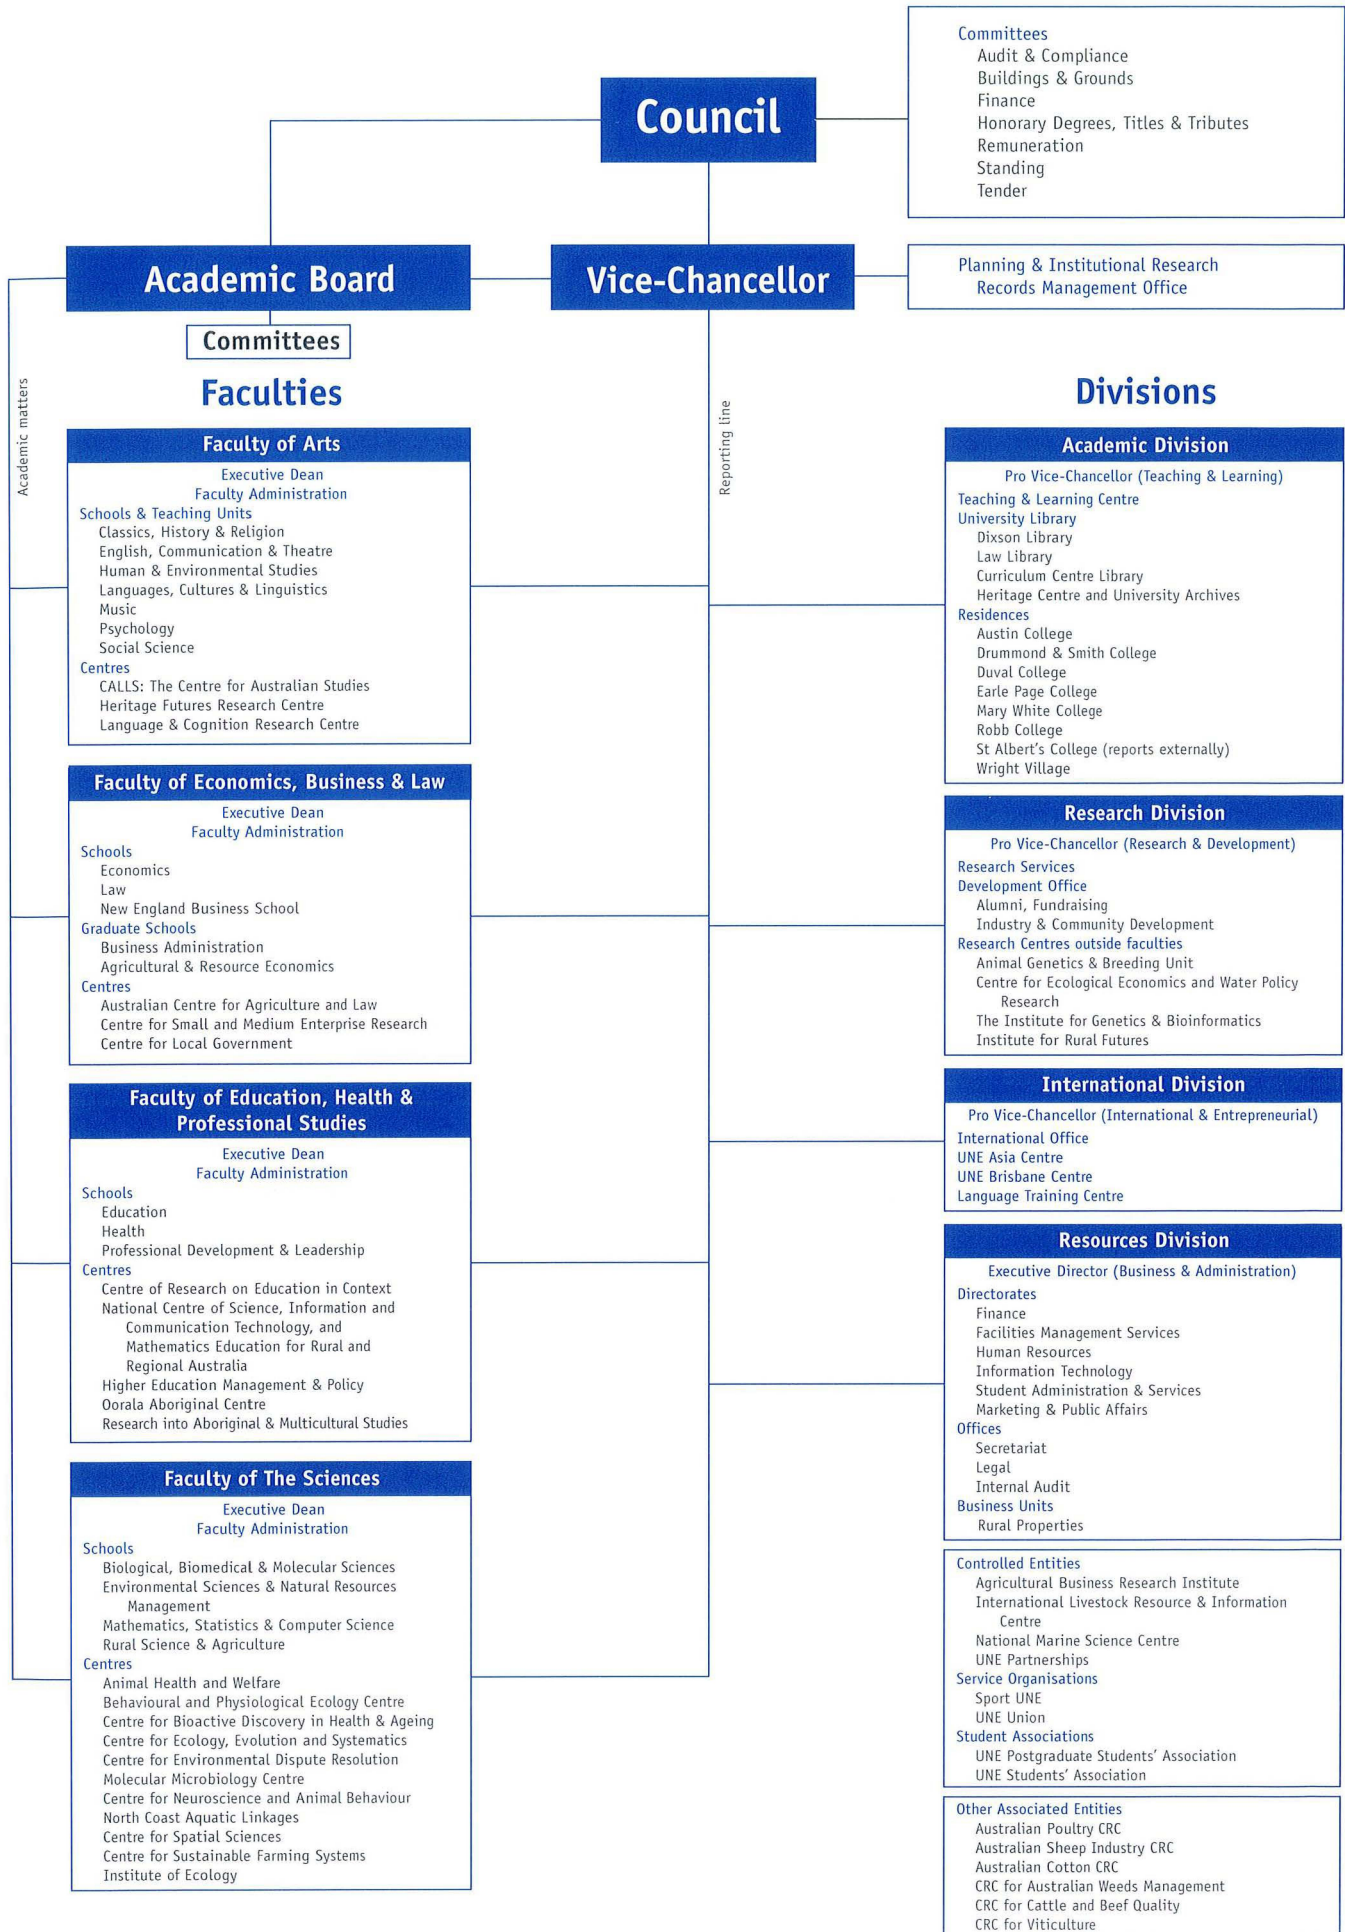 Council
Committees
Audit & Compliance
Buildings & Grounds
Finance
Honorary Degrees, Titles & Tributes
Remuneration
Standing
Tender
Academic Board
Vice-Chancellor
Planning & Institutional Research
Records Management Office
Committees
Academic matters
Reporting line
Faculties
Faculty of Arts
Executive Dean
Faculty Administration
Schools & Teaching Units
Classics, History & Religion
English, Communication & Theatre
Human & Environmental Studies
Languages, Cultures & Linguistics
Music
Psychology
Social Science
Centres
CALLS: The Centre for Australian Studies
Heritage Futures Research Centre
Language & Cognition Research Centre
Faculty of Economics, Business & Law
Executive Dean
Faculty Administration
Schools
Economics
Law
New England Business School
Graduate Schools
Business Administration
Agricultural & Resource Economics
Centres
Australian Centre for Agriculture and Law
Centre for Small and Medium Enterprise Research
Centre for Local Government
Faculty of Education, Health &
Professional Studies
Executive Dean
Faculty Administration
Schools
Education
Health
Professional Development & Leadership
Centres
Centre of Research on Education in Context
National Centre of Science, Information and
Communication Technology, and
Mathematics Education for Rural and
Regional Australia
Higher Education Management & Policy
Oorala Aboriginal Centre
Research into Aboriginal & Multicultural Studies
Faculty of The Sciences
Executive Dean
Faculty Administration
Schools
Biological, Biomedical & Molecular Sciences
Environmental Sciences & Natural Resources
Management
Mathematics, Statistics & Computer Science
Rural Science & Agriculture
Centres
Animal Health and Welfare
Behavioural and Physiological Ecology Centre
Centre for Bioactive Discovery in Health & Ageing
Centre for Ecology, Evolution and Systematics
Centre for Environmental Dispute Resolution
Molecular Microbiology Centre
Centre for Neuroscience and Animal Behaviour
North Coast Aquatic Linkages
Centre for Spatial Sciences
Centre for Sustainable Farming Systems
Institute of Ecology
Divisions
Academic Division
Pro Vice-Chancellor (Teaching & Learning)
Teaching & Learning Centre
University Library
Dixson Library
Law Library
Curriculum Centre Library
Heritage Centre and University Archives
Residences
Austin College
Drummond & Smith College
Duval College
Earle Page College
Mary White College
Robb College
St Albert's College (reports externally)
Wright Village
Research Division
Pro Vice-Chancellor (Research & Development)
Research Services
Development Office
Alumni, Fundraising
Industry & Community Development
Research Centres outside faculties
Animal Genetics & Breeding Unit
Centre for Ecological Economics and Water Policy
Research
The Institute for Genetics & Bioinformatics
Institute for Rural Futures
International Division
Pro Vice-Chancellor (International & Entrepreneurial)
International Office
UNE Asia Centre
UNE Brisbane Centre
Language Training Centre
Resources Division
Executive Director (Business & Administration)
Directorates
Finance
Facilities Management Services
Human Resources
Information Technology
Student Administration & Services
Marketing & Public Affairs
Offices
Secretariat
Legal
Internal Audit
Business Units
Rural Properties
Controlled Entities
Agricultural Business Research Institute
International Livestock Resource & Information
Centre
National Marine Science Centre
UNE Partnerships
Service Organisations
Sport UNE
UNE Union
Student Associations
UNE Postgraduate Students' Association
UNE Students' Association
Other Associated Entities
Australian Poultry CRC
Australian Sheep Industry CRC
Australian Cotton CRC
CRC for Australian Weeds Management
CRC for Cattle and Beef Quality
CRC for Viticulture